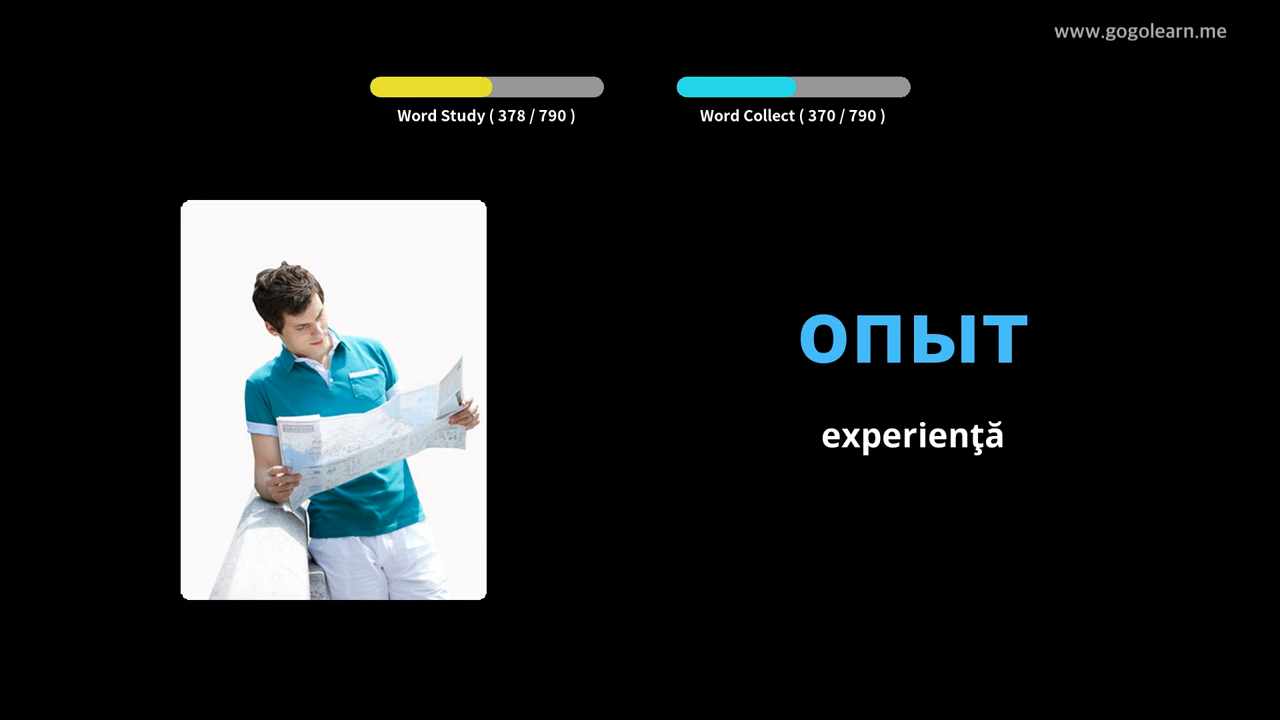 www.gogolearn.me
Word Study ( 378 / 790 )
Word Collect ( 370 / 790 )
опыт
experienţă